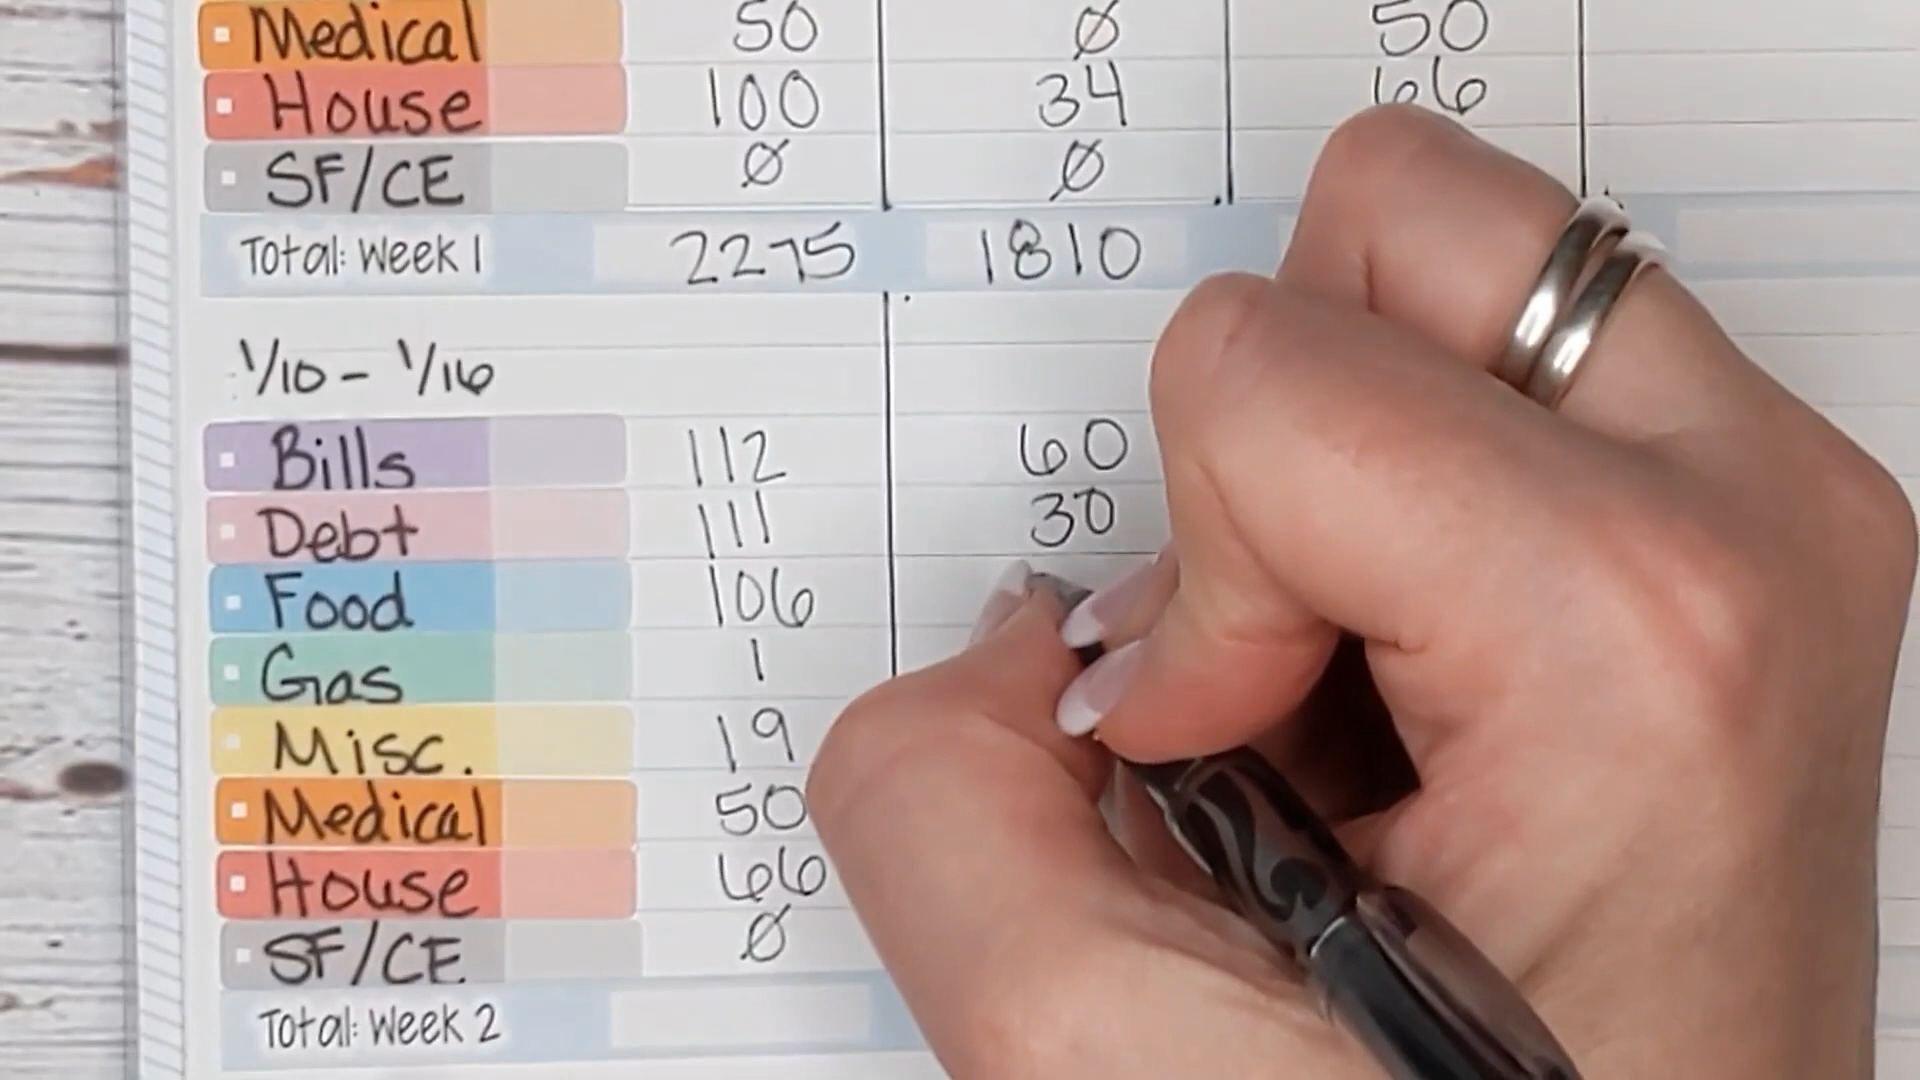 Medical 50 Ø 50
House 100 34 66
SF/CE Ø Ø
Total: Week 1 2275 1810
1/10 - 1/16
Bills 112 60
Debt 111 30
Food 106
Gas 1
Misc. 19
Medical 50
House 66
SF/CE Ø
Total: Week 2